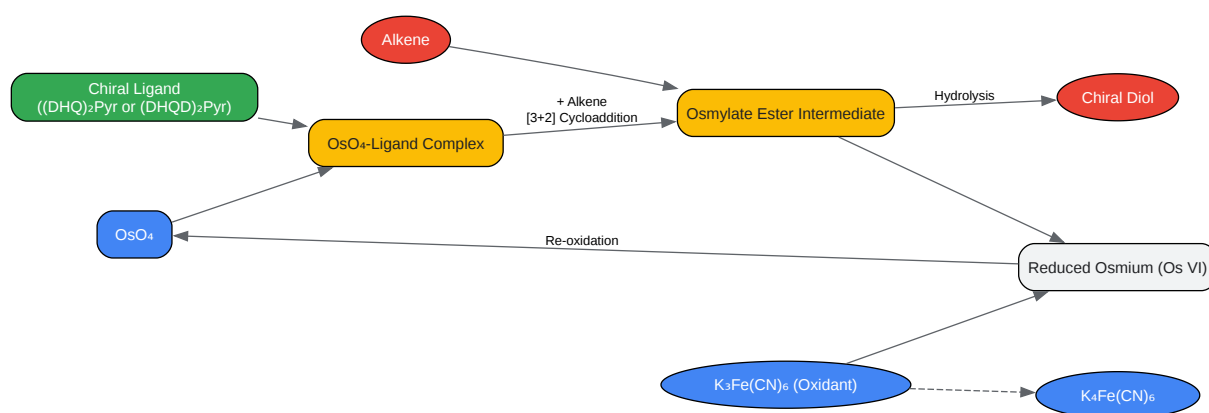 Alkene
Chiral Ligand
((DHQ)₂Pyr or (DHQD)₂Pyr)
+ Alkene
[3+2] Cycloaddition
OsO₄-Ligand Complex
Osmylate Ester Intermediate
Hydrolysis
Chiral Diol
OsO₄
Re-oxidation
Reduced Osmium (Os VI)
K₃Fe(CN)₆ (Oxidant)
K₄Fe(CN)₆